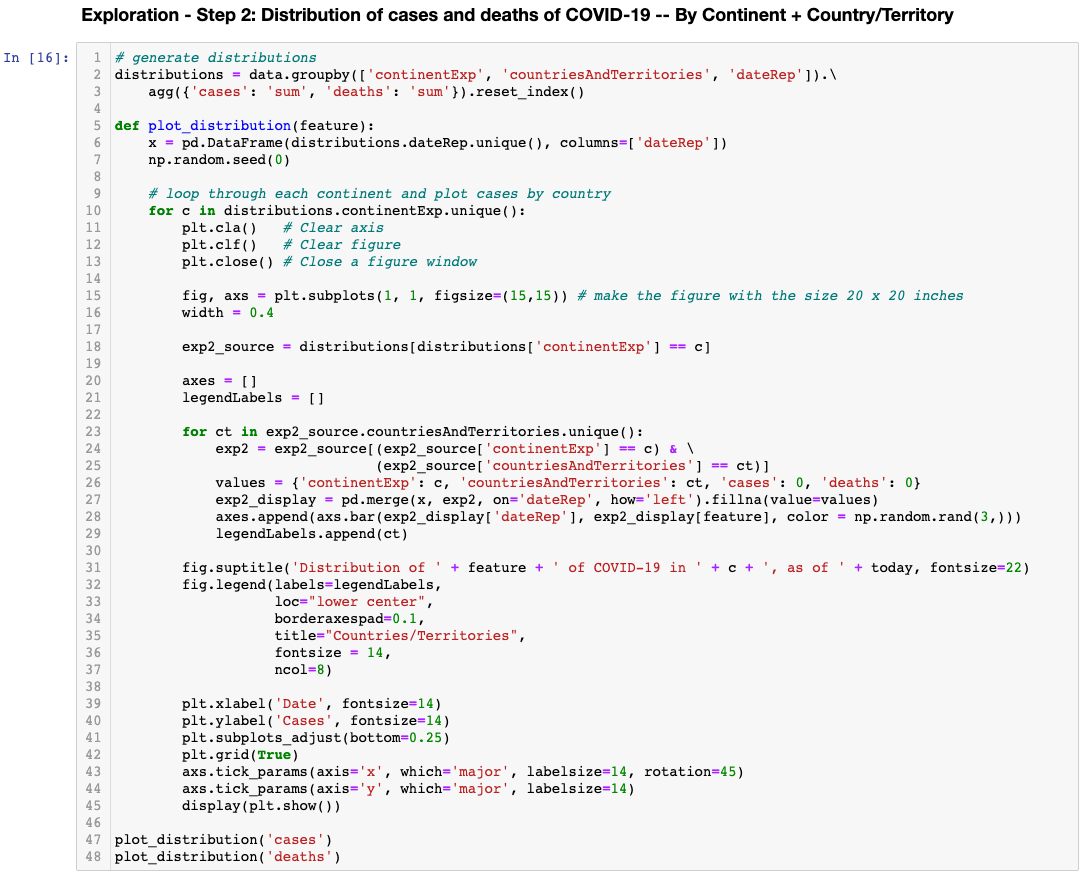 Exploration - Step 2: Distribution of cases and deaths of COVID-19 -- By Continent + Country/Territory
In [16]:
1 # generate distributions
2 distributions = data.groupby(['continentExp', 'countriesAndTerritories', 'dateRep']).\
3     agg({'cases': 'sum', 'deaths': 'sum'}).reset_index()
4
5 def plot_distribution(feature):
6     x = pd.DataFrame(distributions.dateRep.unique(), columns=['dateRep'])
7     np.random.seed(0)
8
9     # loop through each continent and plot cases by country
10     for c in distributions.continentExp.unique():
11         plt.cla()   # Clear axis
12         plt.clf()   # Clear figure
13         plt.close() # Close a figure window
14
15         fig, axs = plt.subplots(1, 1, figsize=(15,15)) # make the figure with the size 20 x 20 inches
16         width = 0.4
17
18         exp2_source = distributions[distributions['continentExp'] == c]
19
20         axes = []
21         legendLabels = []
22
23         for ct in exp2_source.countriesAndTerritories.unique():
24             exp2 = exp2_source[(exp2_source['continentExp'] == c) & \
25                                (exp2_source['countriesAndTerritories'] == ct)]
26             values = {'continentExp': c, 'countriesAndTerritories': ct, 'cases': 0, 'deaths': 0}
27             exp2_display = pd.merge(x, exp2, on='dateRep', how='left').fillna(value=values)
28             axes.append(axs.bar(exp2_display['dateRep'], exp2_display[feature], color = np.random.rand(3,)))
29             legendLabels.append(ct)
30
31         fig.suptitle('Distribution of ' + feature + ' of COVID-19 in ' + c + ', as of ' + today, fontsize=22)
32         fig.legend(labels=legendLabels,
33                    loc="lower center",
34                    borderaxespad=0.1,
35                    title="Countries/Territories",
36                    fontsize = 14,
37                    ncol=8)
38
39         plt.xlabel('Date', fontsize=14)
40         plt.ylabel('Cases', fontsize=14)
41         plt.subplots_adjust(bottom=0.25)
42         plt.grid(True)
43         axs.tick_params(axis='x', which='major', labelsize=14, rotation=45)
44         axs.tick_params(axis='y', which='major', labelsize=14)
45         display(plt.show())
46
47 plot_distribution('cases')
48 plot_distribution('deaths')